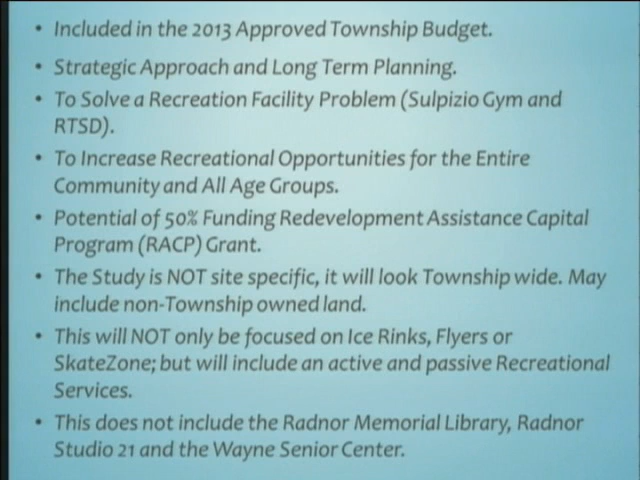 • Included in the 2013 Approved Township Budget.
• Strategic Approach and Long Term Planning.
• To Solve a Recreation Facility Problem (Sulpizio Gym and
RTSD).
• To Increase Recreational Opportunities for the Entire
Community and All Age Groups.
• Potential of 50% Funding Redevelopment Assistance Capital
Program (RACP) Grant.
• The Study is NOT site specific, it will look Township wide. May
include non-Township owned land.
• This will NOT only be focused on Ice Rinks, Flyers or
SkateZone; but will include an active and passive Recreational
Services.
• This does not include the Radnor Memorial Library, Radnor
Studio 21 and the Wayne Senior Center.